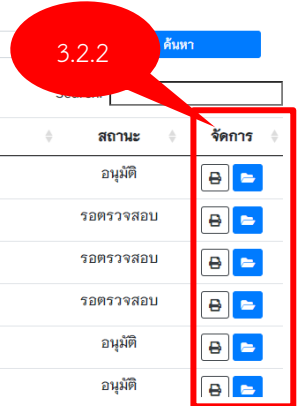 3.2.2
ค้นหา
สถานะ จัดการ
อนุมัติ
รอตรวจสอบ
รอตรวจสอบ
รอตรวจสอบ
อนุมัติ
อนุมัติ